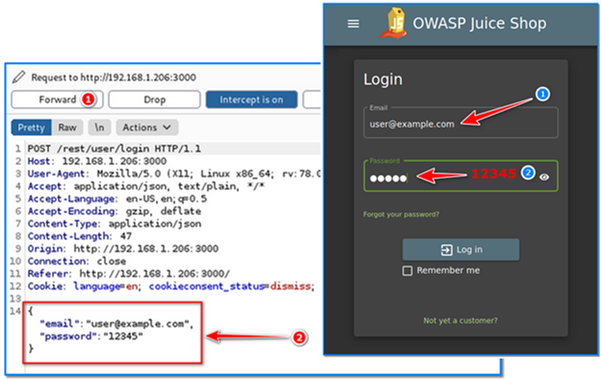 Request to http://192.168.1.206:3000
Forward 1 Drop Intercept is on
Pretty Raw \n Actions
1 POST /rest/user/login HTTP/1.1
2 Host: 192.168.1.206:3000
3 User-Agent: Mozilla/5.0 (X11; Linux x86_64; rv:78.0
4 Accept: application/json, text/plain, */*
5 Accept-Language: en-US,en;q=0.5
6 Accept-Encoding: gzip, deflate
7 Content-Type: application/json
8 Content-Length: 47
9 Origin: http://192.168.1.206:3000
10 Connection: close
11 Referer: http://192.168.1.206:3000/
12 Cookie: language=en; cookieconsent_status=dismiss;
13
14 {
"email":"user@example.com",
"password":"12345"
}
2
OWASP Juice Shop
JS
Login
1
Email
user@example.com
Password
●●●●● 12345 2
Forgot your password?
Log in
Remember me
Not yet a customer?